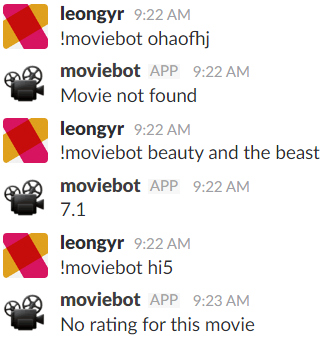 leongyr 9:22 AM
!moviebot ohaofhj
moviebot APP 9:22 AM
Movie not found
leongyr 9:22 AM
!moviebot beauty and the beast
moviebot APP 9:22 AM
7.1
leongyr 9:22 AM
!moviebot hi5
moviebot APP 9:23 AM
No rating for this movie